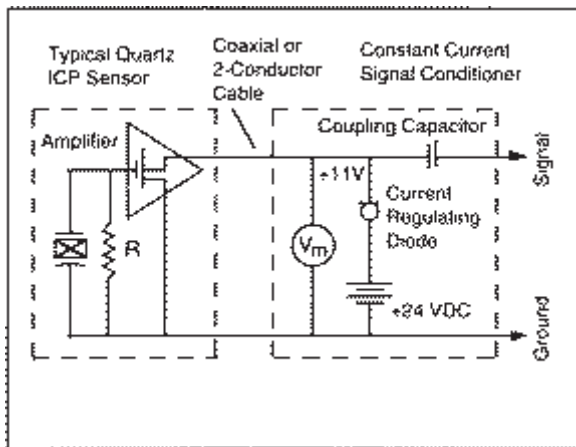 Typical Quartz
ICP Sensor
Coaxial or
2-Conductor
Cable
Constant Current
Signal Conditioner
Amplifier
Coupling Capacitor
+11V
Signal
Current
Regulating
Diode
R
Vm
+24 VDC
Ground